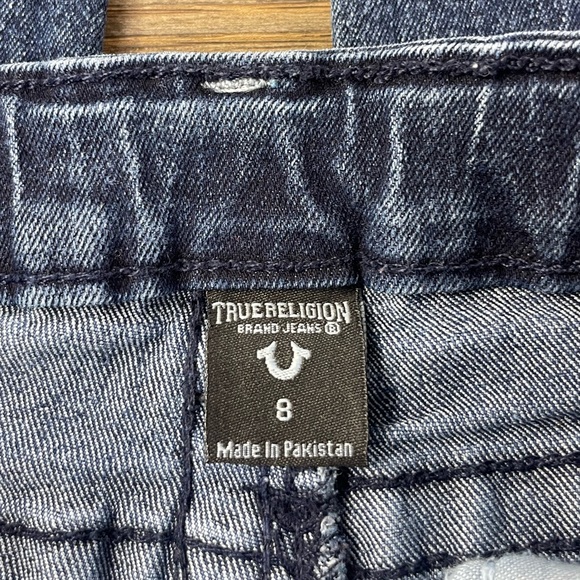 TRUERELIGION
BRAND JEANS ®
8
Made In Pakistan